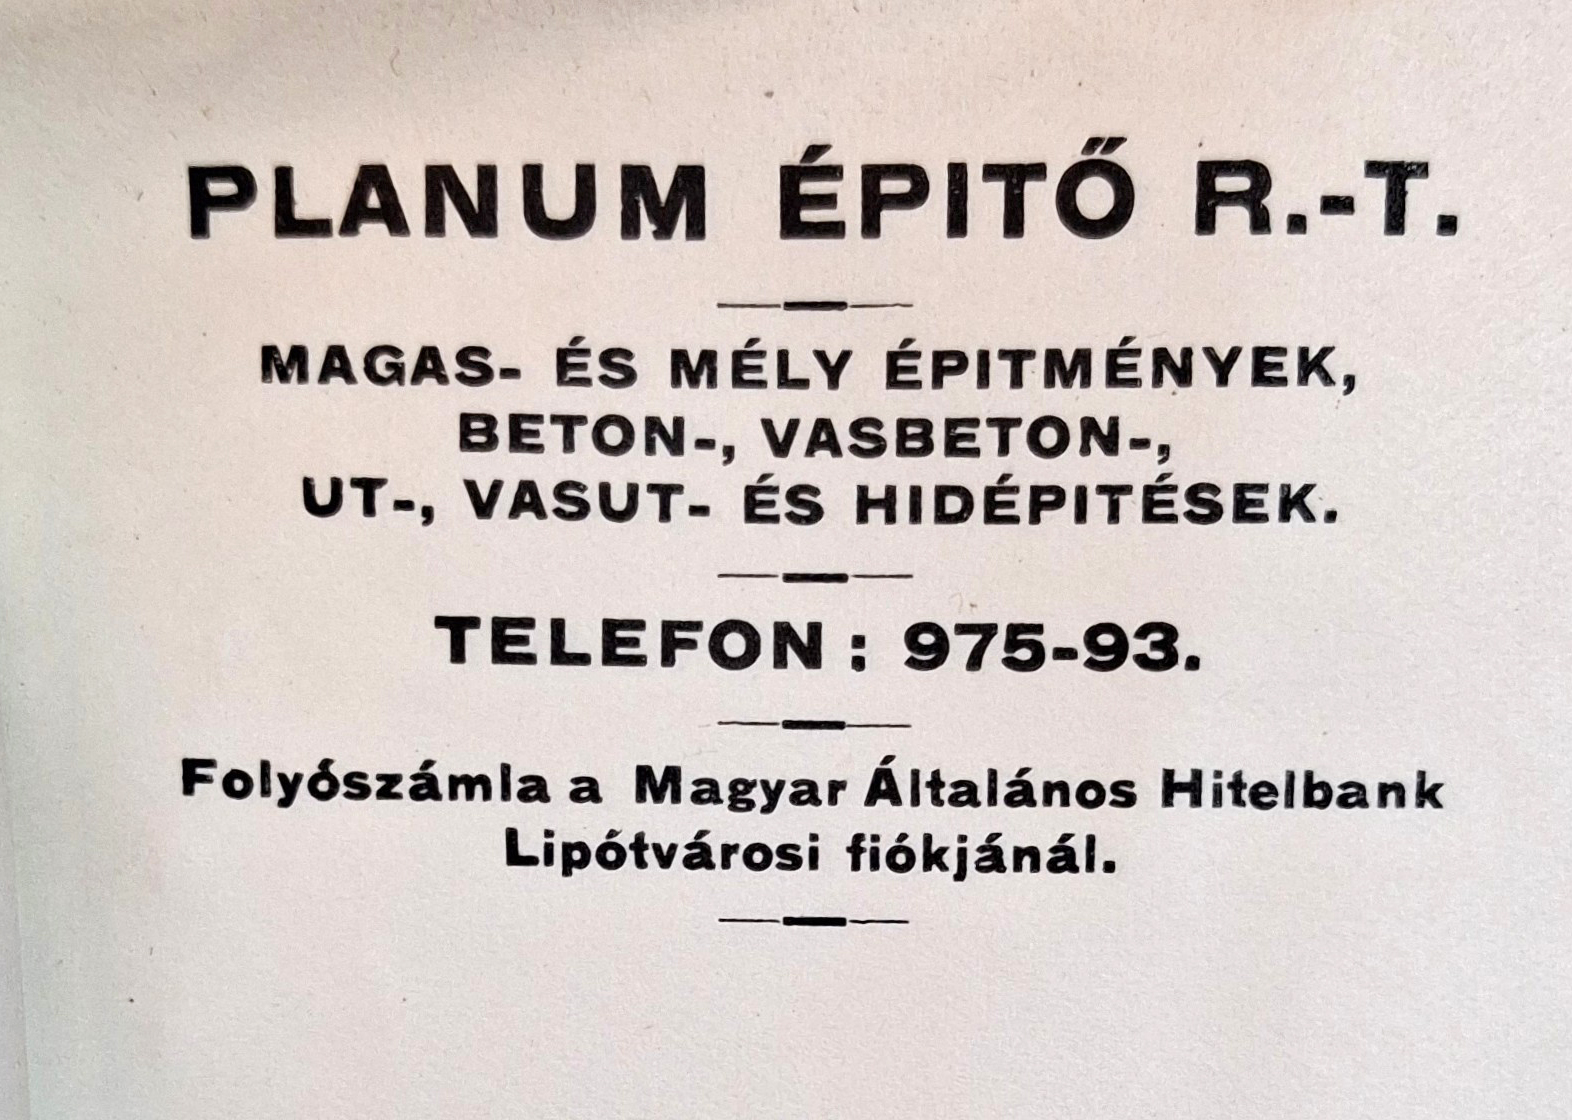 PLANUM ÉPITŐ R.-T.
MAGAS- ÉS MÉLY ÉPITMÉNYEK,
BETON-, VASBETON-,
UT-, VASUT- ÉS HIDÉPITÉSEK.
TELEFON: 975-93.
Folyószámla a Magyar Általános Hitelbank
Lipótvárosi fiókjánál.